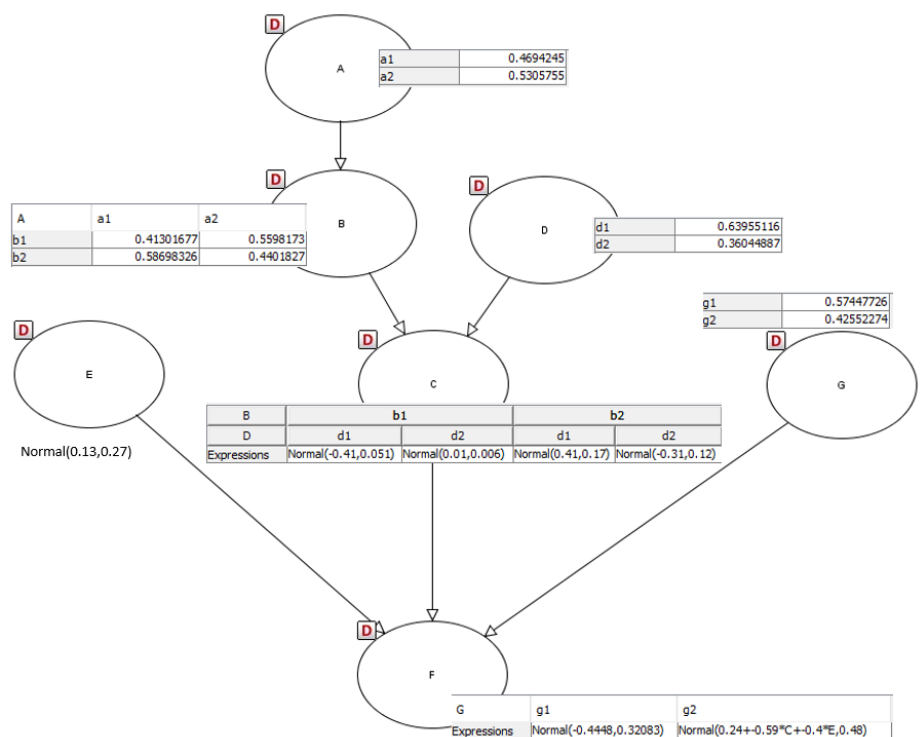 D
A
a1 0.4694245
a2 0.5305755
D
B
A a1 a2
b1 0.41301677 0.5598173
b2 0.58698326 0.4401827
D
D
d1 0.63955116
d2 0.36044887
g1 0.57447726
g2 0.42552274
D
E
Normal(0.13,0.27)
D
C
B b1 b2
D d1 d2 d1 d2
Expressions Normal(-0.41,0.051) Normal(0.01,0.006) Normal(0.41,0.17) Normal(-0.31,0.12)
D
G
D
F
G g1 g2
Expressions Normal(-0.4448,0.32083) Normal(0.24+-0.59*C+-0.4*E,0.48)